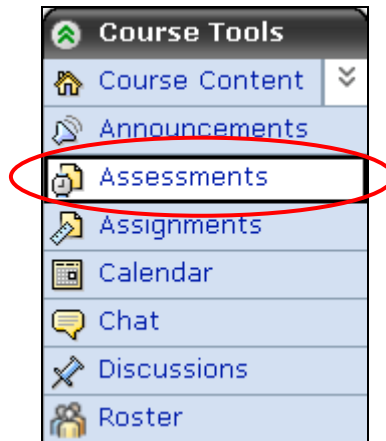 Course Tools
Course Content
Announcements
Assessments
Assignments
Calendar
Chat
Discussions
Roster